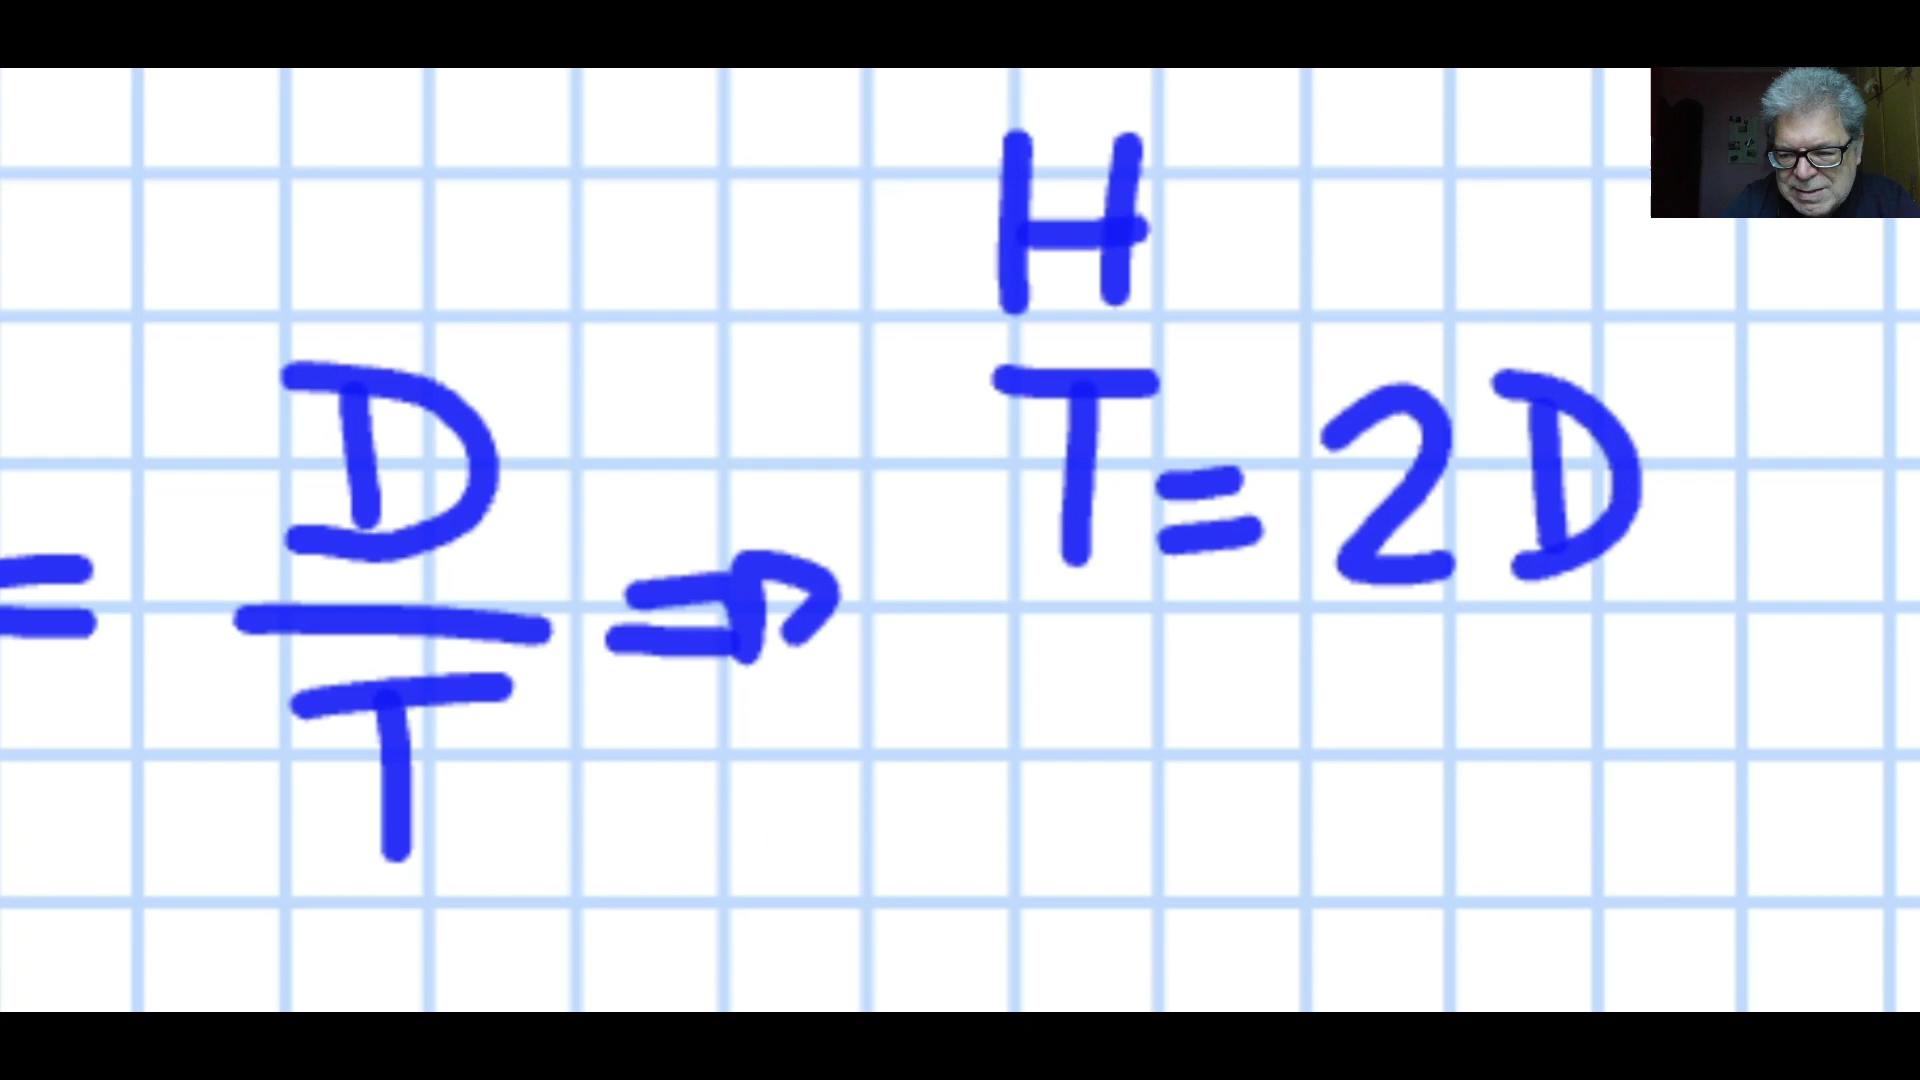 H
= D/T ⇒ T = 2D